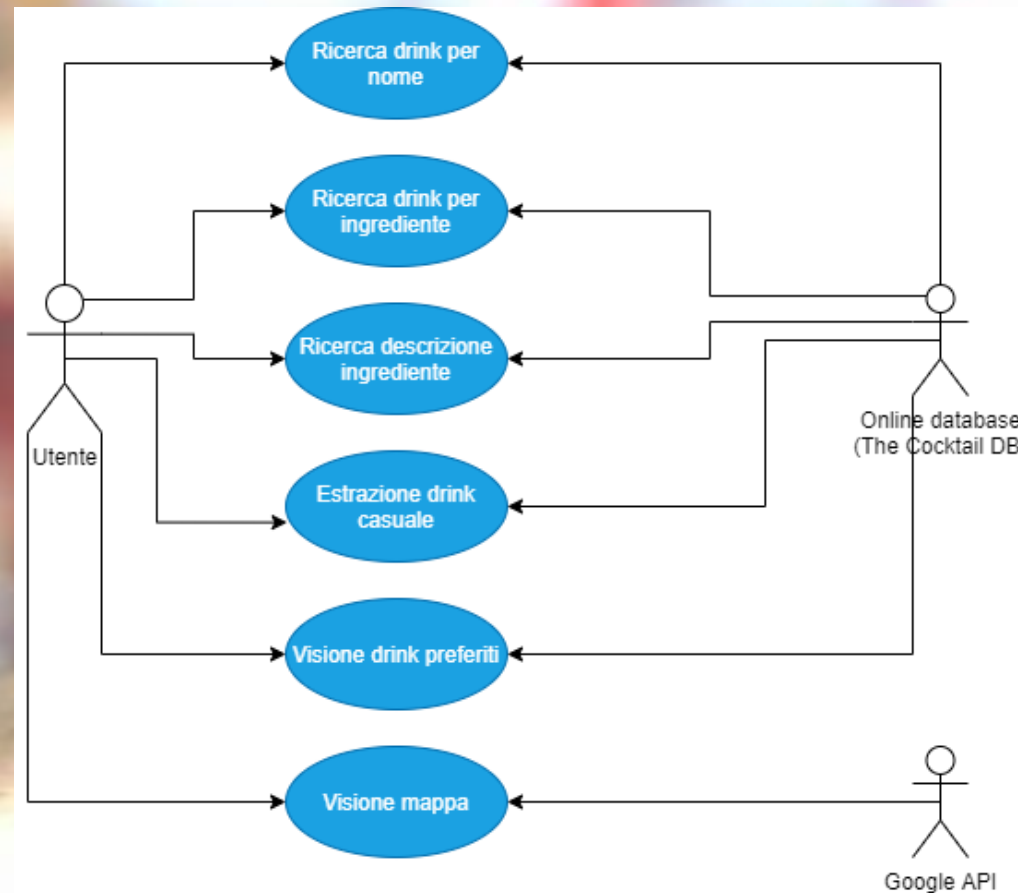 Ricerca drink per
nome
Ricerca drink per
ingrediente
Ricerca descrizione
ingrediente
Utente
Online database
(The Cocktail DB
Estrazione drink
casuale
Visione drink preferiti
Visione mappa
Google API